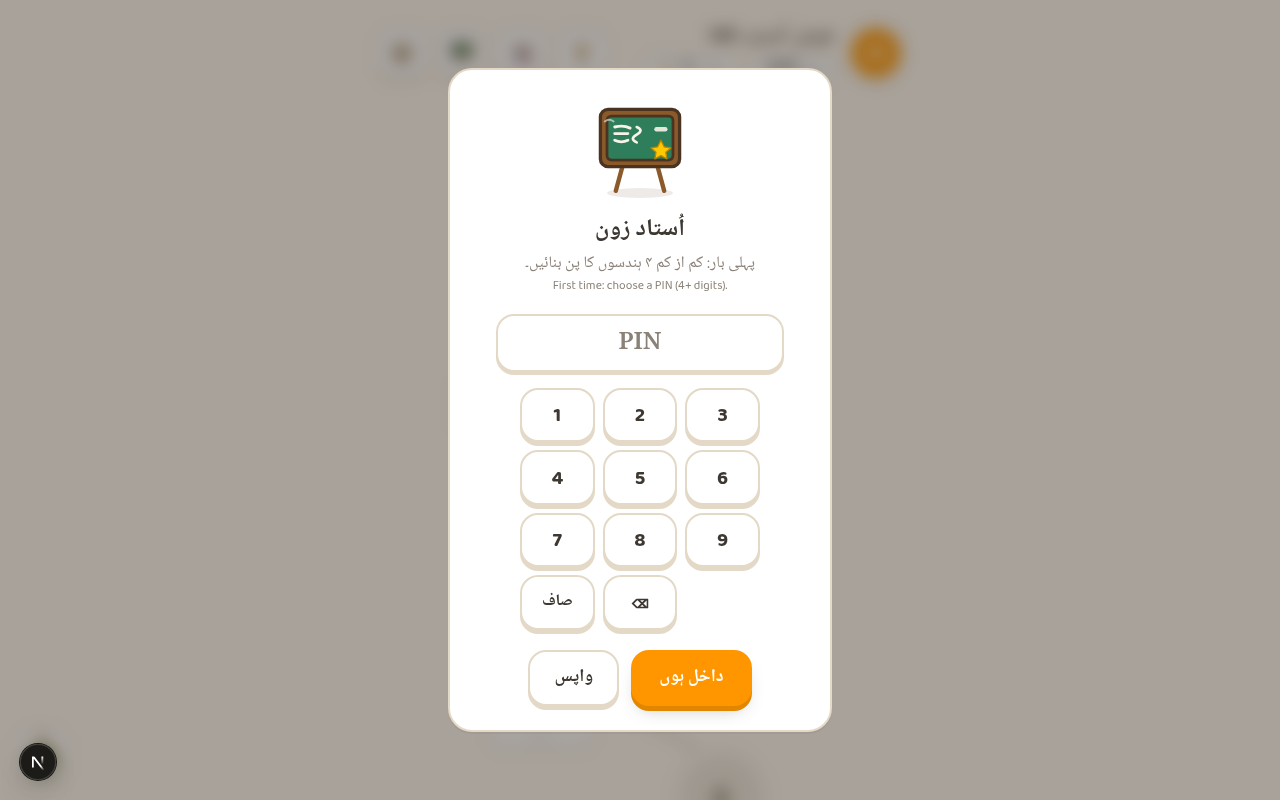 اُستاد زون
پہلی بار: کم از کم ۴ ہندسوں کا پن بنائیں۔
First time: choose a PIN (4+ digits).
PIN
1 2 3
4 5 6
7 8 9
صاف ⌫
داخل ہوں واپس
N